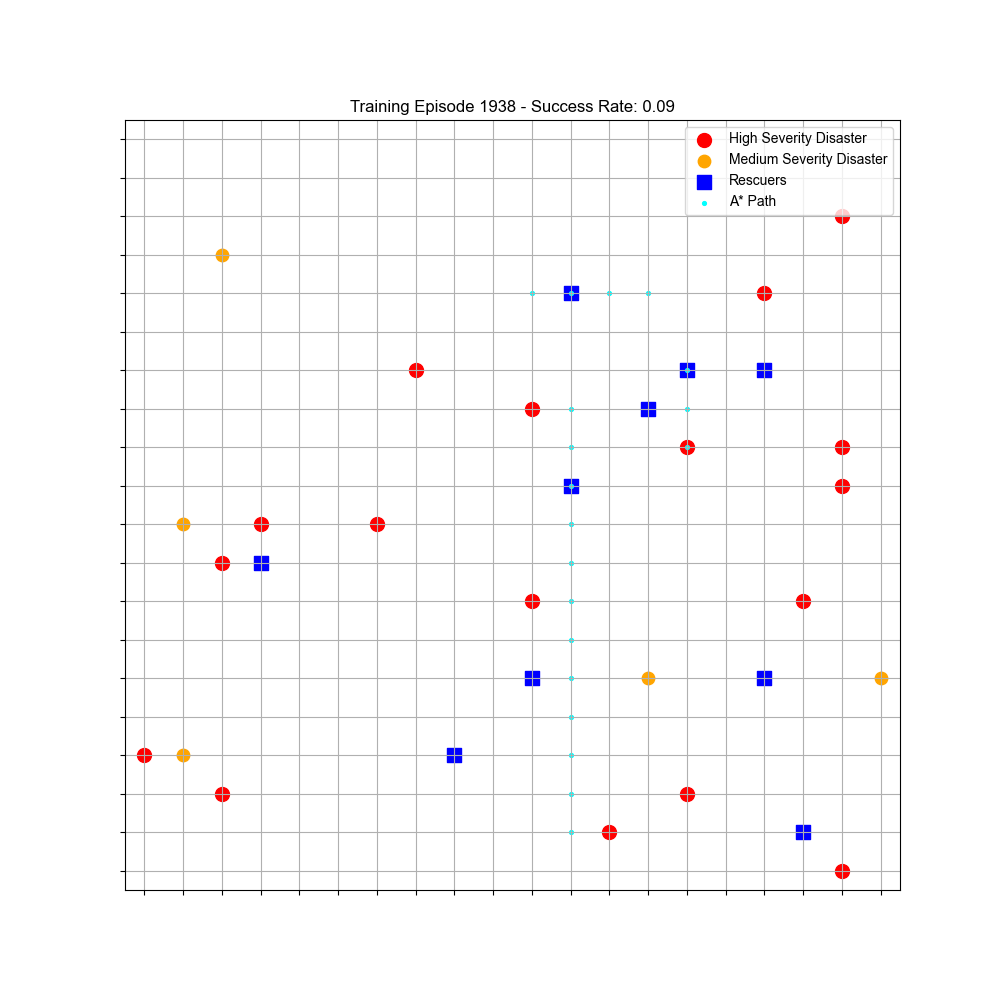 Training Episode 1938 - Success Rate: 0.09
High Severity Disaster
Medium Severity Disaster
Rescuers
A* Path